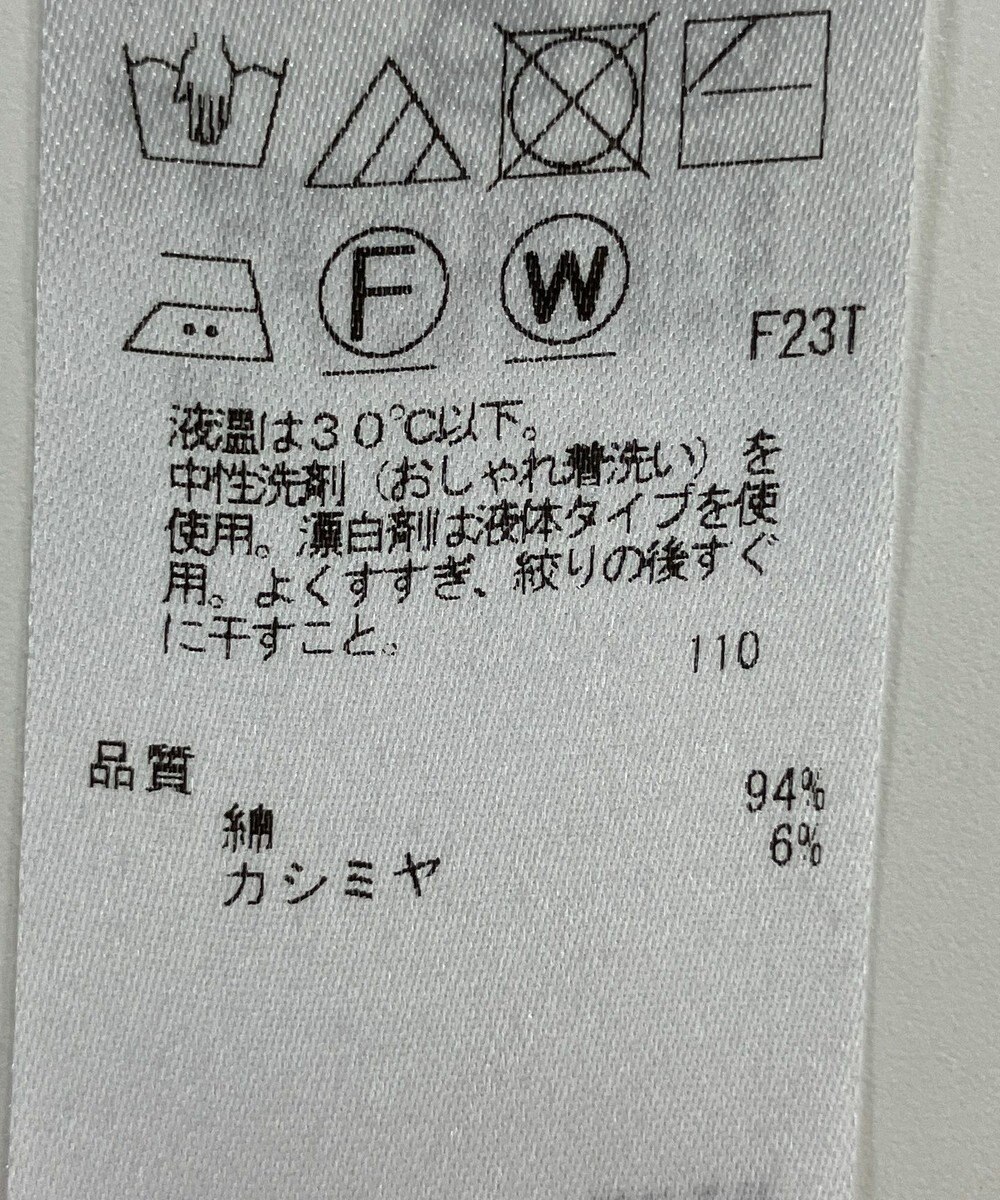 F
W
F23T
液温は30℃以下。
中性洗剤(おしゃれ着洗い)を
使用。漂白剤は液体タイプを使
用。よくすすぎ、絞りの後すぐ
に干すこと。
110
品質
綿 94%
カシミヤ 6%